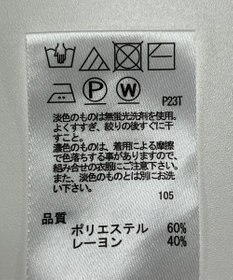 P W
P23T
淡色のものは無蛍光洗剤を使用。
よくすすぎ、絞りの後すぐに干
すこと。
濃色のものは、着用による摩擦
で色落ちする事がありますので、
組み合せの衣服にご注意下さい。
また、淡色のものとは別にお洗
い下さい。
105
品質
ポリエステル 60%
レーヨン 40%